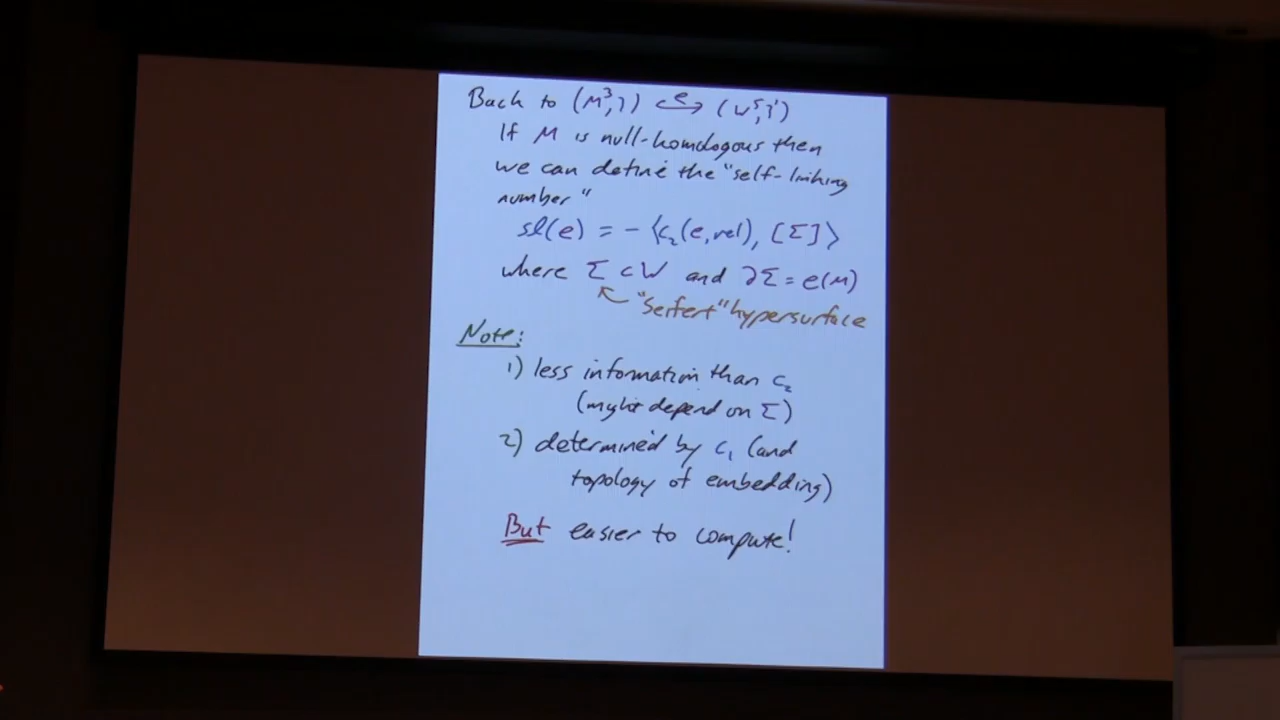 Back to (M³,ξ) ↪ᵉ (W⁵,ξ')
If M is null-homologous then
we can define the "self-linking
number"
sl(e) = - ⟨c₂(e,rel), [Σ]⟩
where Σ ⊂ W and ∂Σ = e(M)
↖ "Seifert" hypersurface
Note:
1) less information than c₂
(might depend on Σ)
2) determined by c₁ (and
topology of embedding)
But easier to compute!